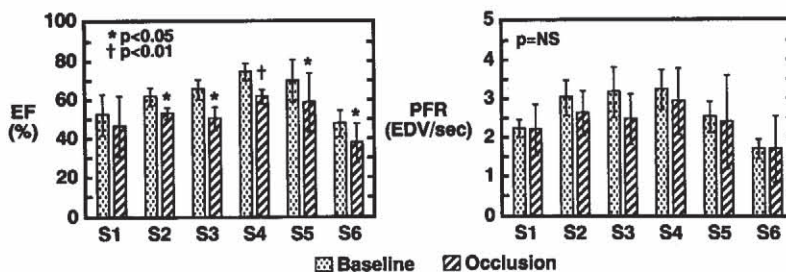 100
80
60
40
20
0
EF
(%)
* p<0.05
† p<0.01
*
*
†
*
*
S1 S2 S3 S4 S5 S6
5
4
3
2
1
0
PFR
(EDV/sec)
p=NS
S1 S2 S3 S4 S5 S6
Baseline Occlusion